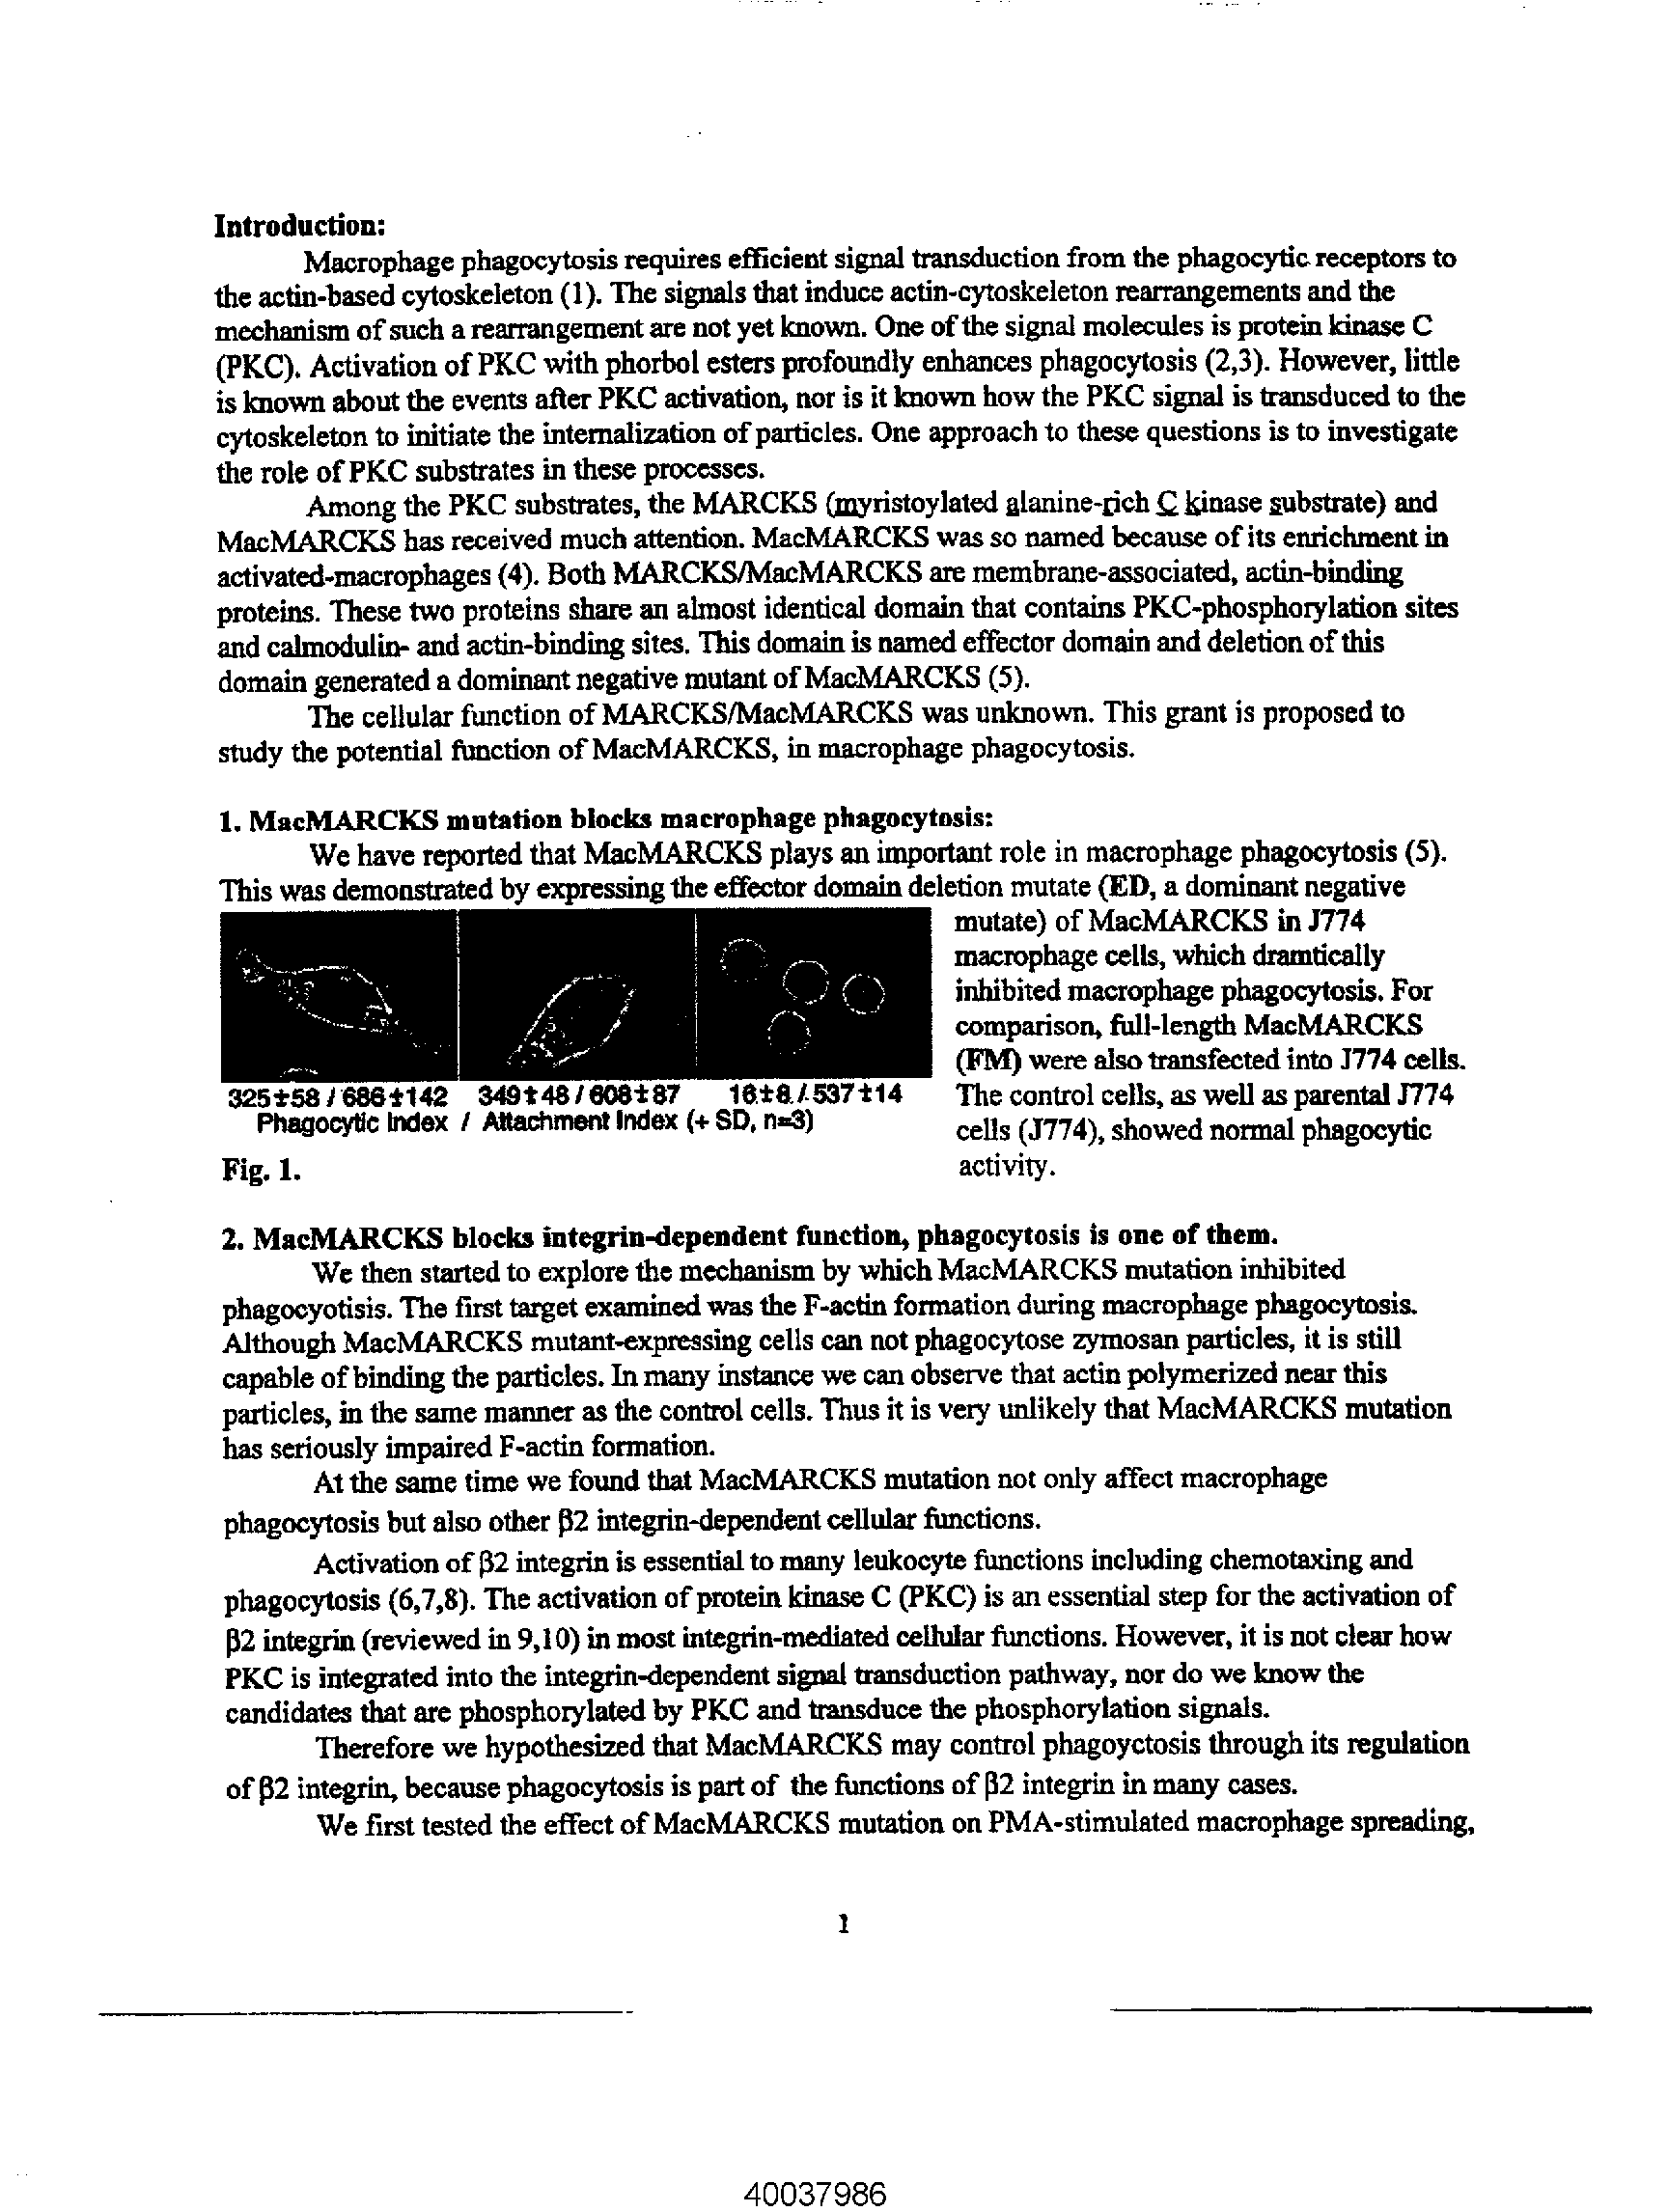 Introduction:
Macrophage phagocytosis requires efficient signal transduction from the phagocytic receptors to
the actin-based cytoskeleton (1). The signals that induce actin-cytoskeleton rearrangements and the
mechanism of such a rearrangement are not yet known. One of the signal molecules is protein kinase C
(PKC). Activation of PKC with phorbol esters profoundly enhances phagocytosis (2,3). However, little
is known about the events after PKC activation, nor is it known how the PKC signal is transduced to the
cytoskeleton to initiate the internalization of particles. One approach to these questions is to investigate
the role of PKC substrates in these processes.
Among the PKC substrates, the MARCKS (myristoylated alanine-rich C kinase substrate) and
MacMARCKS has received much attention. MacMARCKS was so named because of its enrichment in
activated-macrophages (4). Both MARCKS/MacMARCKS are membrane-associated, actin-binding
proteins. These two proteins share an almost identical domain that contains PKC-phosphorylation sites
and calmodulin- and actin-binding sites. This domain is named effector domain and deletion of this
domain generated a dominant negative mutant of MacMARCKS (5).
The cellular function of MARCKS/MacMARCKS was unknown. This grant is proposed to
study the potential function of MacMARCKS, in macrophage phagocytosis.
1. MacMARCKS mutation blocks macrophage phagocytosis:
We have reported that MacMARCKS plays an important role in macrophage phagocytosis (5).
This was demonstrated by expressing the effector domain deletion mutate (ED, a dominant negative
mutate) of MacMARCKS in J774
macrophage cells, which dramtically
inhibited macrophage phagocytosis. For
comparison, full-length MacMARCKS
(FM) were also transfected into J774 cells.
The control cells, as well as parental J774
cells (J774), showed normal phagocytic
activity.
325±58 / 686±142 349±48 / 608±87 16±8 / 537±14
Phagocytic Index / Attachment Index (+ SD, n=3)
Fig. 1.
2. MacMARCKS blocks integrin-dependent function, phagocytosis is one of them.
We then started to explore the mechanism by which MacMARCKS mutation inhibited
phagocyotisis. The first target examined was the F-actin formation during macrophage phagocytosis.
Although MacMARCKS mutant-expressing cells can not phagocytose zymosan particles, it is still
capable of binding the particles. In many instance we can observe that actin polymerized near this
particles, in the same manner as the control cells. Thus it is very unlikely that MacMARCKS mutation
has seriously impaired F-actin formation.
At the same time we found that MacMARCKS mutation not only affect macrophage
phagocytosis but also other β2 integrin-dependent cellular functions.
Activation of β2 integrin is essential to many leukocyte functions including chemotaxing and
phagocytosis (6,7,8). The activation of protein kinase C (PKC) is an essential step for the activation of
β2 integrin (reviewed in 9,10) in most integrin-mediated cellular functions. However, it is not clear how
PKC is integrated into the integrin-dependent signal transduction pathway, nor do we know the
candidates that are phosphorylated by PKC and transduce the phosphorylation signals.
Therefore we hypothesized that MacMARCKS may control phagoyctosis through its regulation
of β2 integrin, because phagocytosis is part of the functions of β2 integrin in many cases.
We first tested the effect of MacMARCKS mutation on PMA-stimulated macrophage spreading,
1
40037986